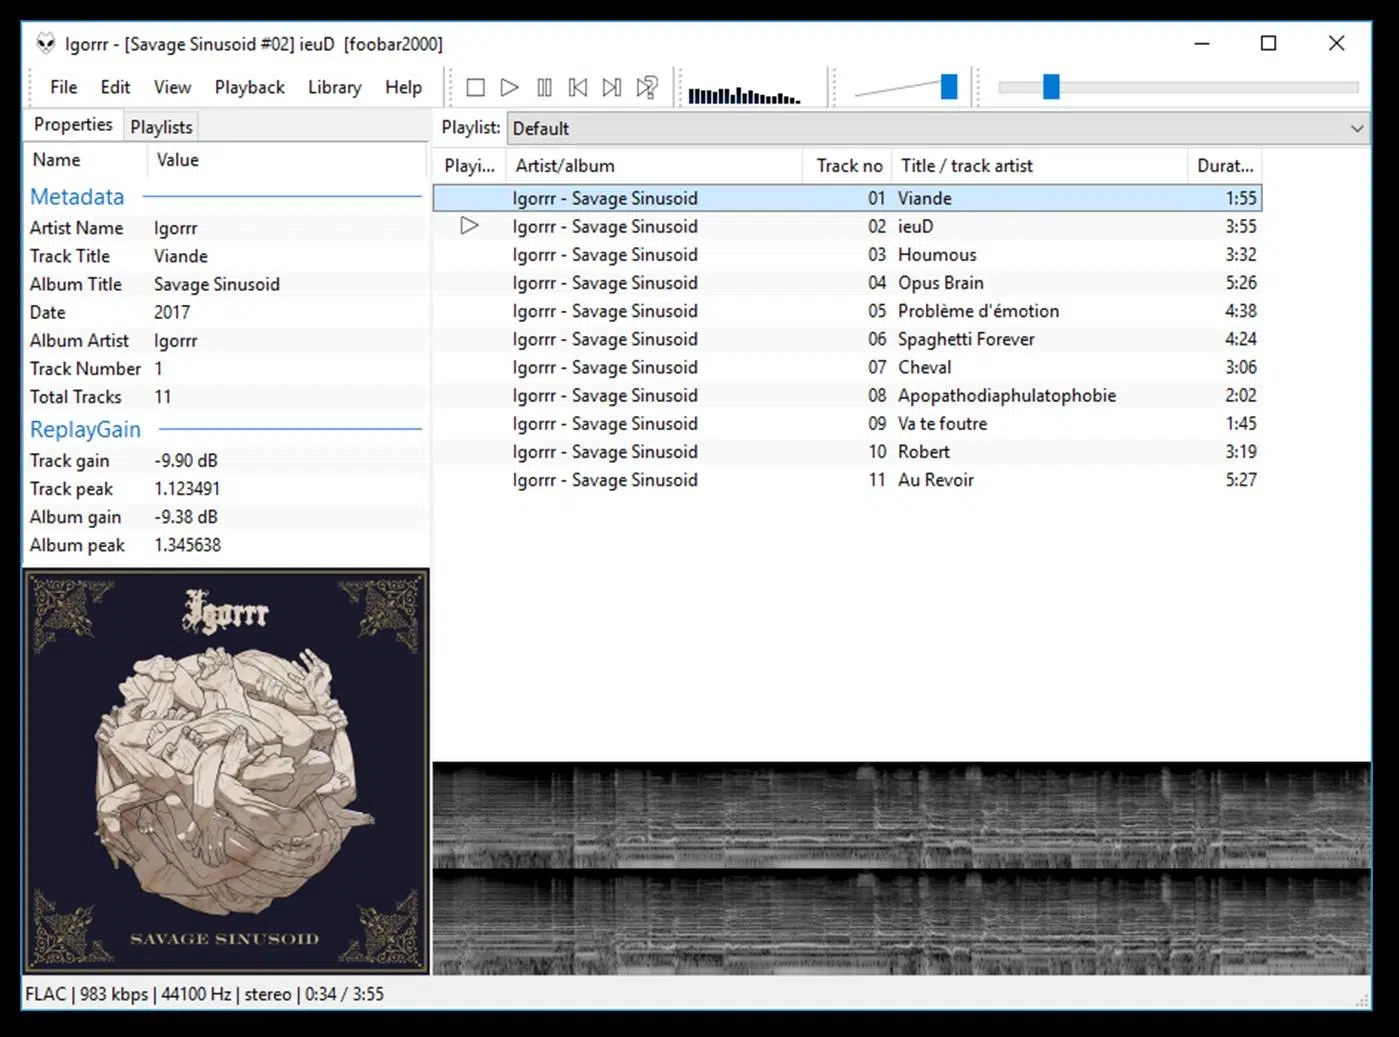 Igorrr - [Savage Sinusoid #02] ieuD  [foobar2000]
File Edit View Playback Library Help
Properties Playlists
Playlist: Default
Name Value
Metadata
Artist Name Igorrr
Track Title Viande
Album Title Savage Sinusoid
Date 2017
Album Artist Igorrr
Track Number 1
Total Tracks 11
ReplayGain
Track gain -9.90 dB
Track peak 1.123491
Album gain -9.38 dB
Album peak 1.345638
Playi... Artist/album Track no Title / track artist Durat...
Igorrr - Savage Sinusoid 01 Viande 1:55
Igorrr - Savage Sinusoid 02 ieuD 3:55
Igorrr - Savage Sinusoid 03 Houmous 3:32
Igorrr - Savage Sinusoid 04 Opus Brain 5:26
Igorrr - Savage Sinusoid 05 Problème d'émotion 4:38
Igorrr - Savage Sinusoid 06 Spaghetti Forever 4:24
Igorrr - Savage Sinusoid 07 Cheval 3:06
Igorrr - Savage Sinusoid 08 Apopathodiaphulatophobie 2:02
Igorrr - Savage Sinusoid 09 Va te foutre 1:45
Igorrr - Savage Sinusoid 10 Robert 3:19
Igorrr - Savage Sinusoid 11 Au Revoir 5:27
Igorrr
SAVAGE SINUSOID
FLAC | 983 kbps | 44100 Hz | stereo | 0:34 / 3:55